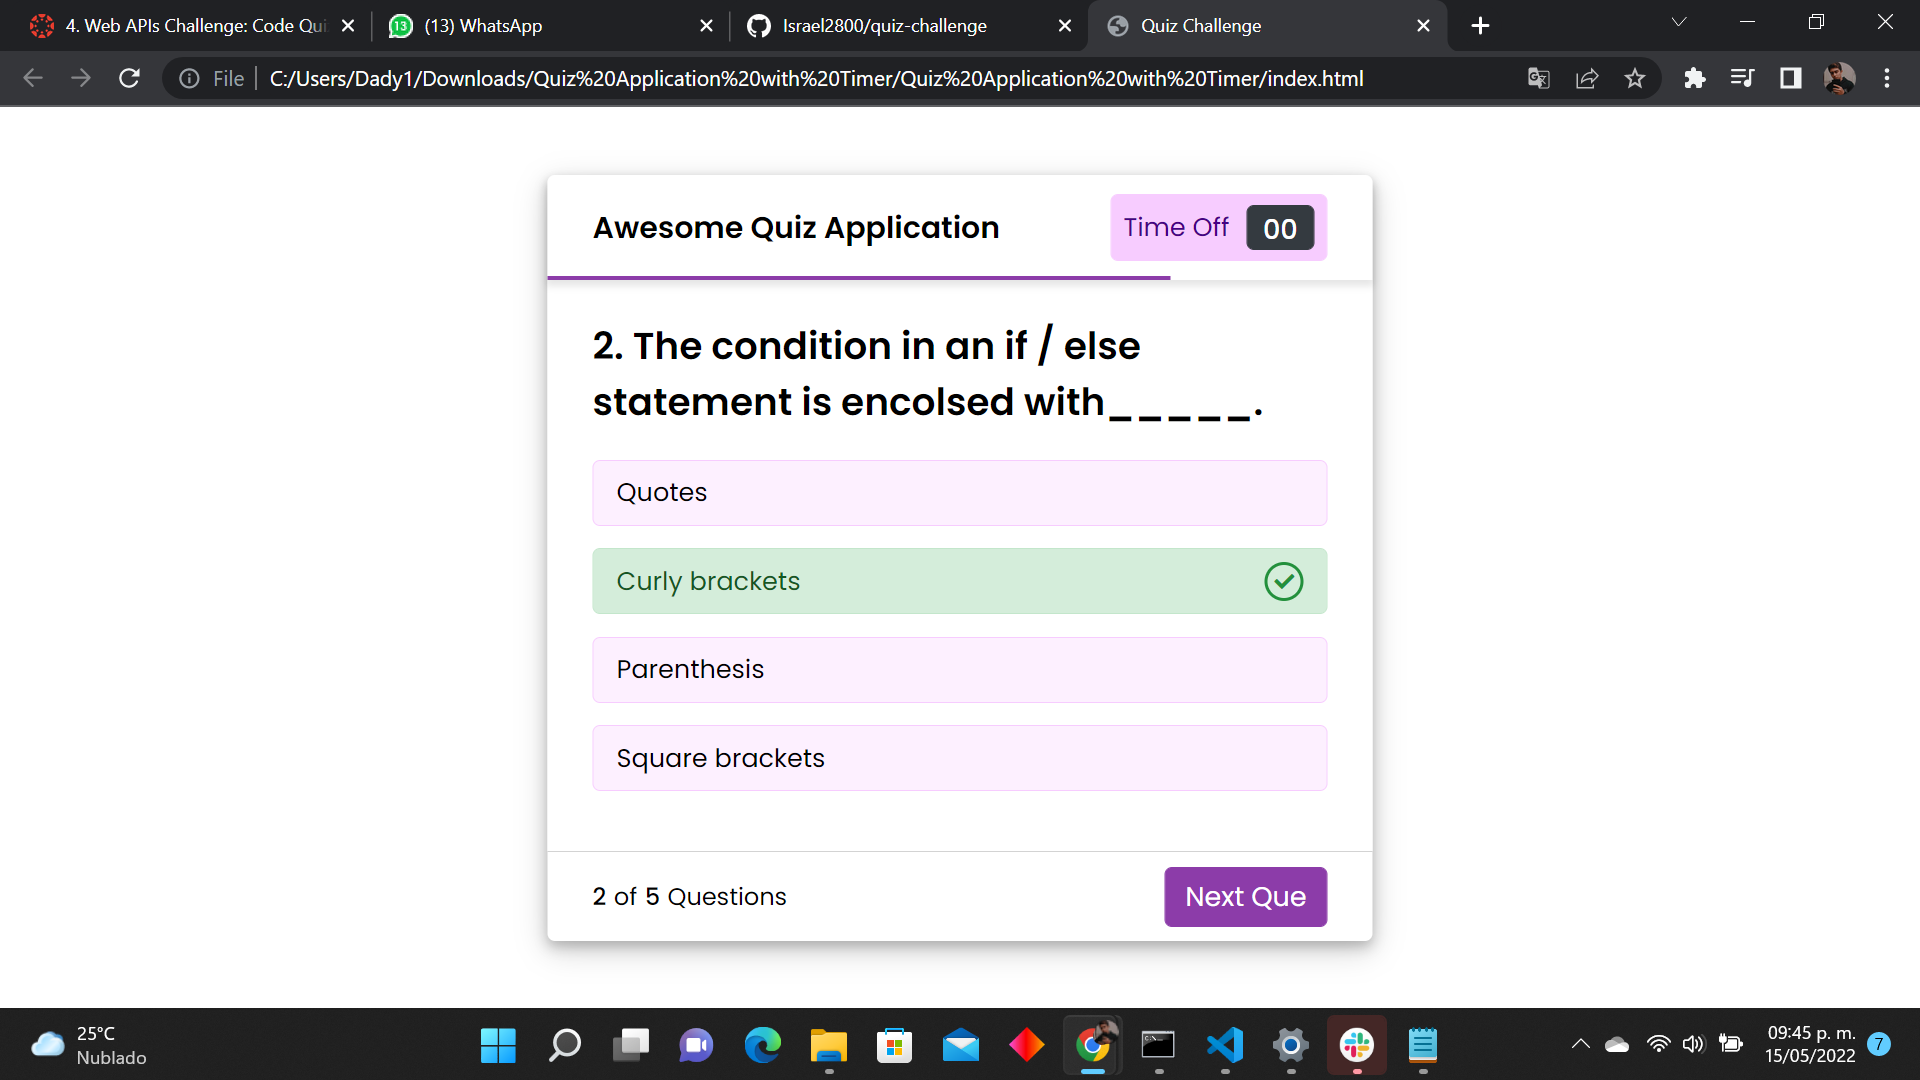 4. Web APIs Challenge: Code Qui
13
(13) WhatsApp
Israel2800/quiz-challenge
Quiz Challenge
File
C:/Users/Dady1/Downloads/Quiz%20Application%20with%20Timer/Quiz%20Application%20with%20Timer/index.html
Awesome Quiz Application
Time Off
00
2. The condition in an if / else
statement is encolsed with_____.
Quotes
Curly brackets
Parenthesis
Square brackets
2 of 5 Questions
Next Que
25°C
Nublado
09:45 p. m.
15/05/2022
7